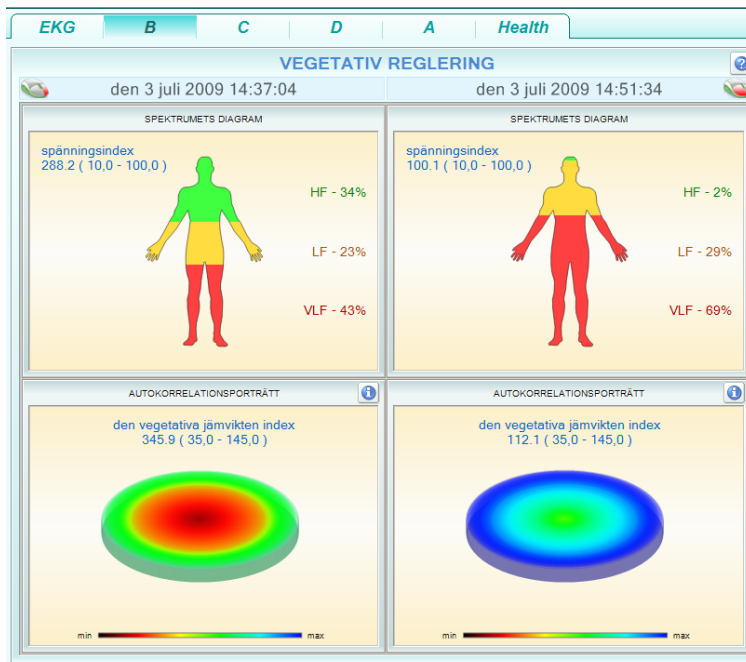 EKG B C D A Health
VEGETATIV REGLERING
?
den 3 juli 2009 14:37:04
den 3 juli 2009 14:51:34
SPEKTRUMETS DIAGRAM
spänningsindex
288.2 ( 10,0 - 100,0 )
HF - 34%
LF - 23%
VLF - 43%
SPEKTRUMETS DIAGRAM
spänningsindex
100.1 ( 10,0 - 100,0 )
HF - 2%
LF - 29%
VLF - 69%
AUTOKORRELATIONSPORTRÄTT
i
den vegetativa jämvikten index
345.9 ( 35,0 - 145,0 )
min max
AUTOKORRELATIONSPORTRÄTT
i
den vegetativa jämvikten index
112.1 ( 35,0 - 145,0 )
min max